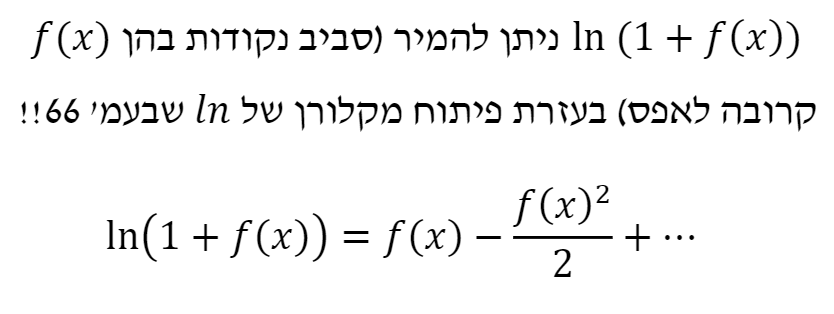 ln (1 + f(x)) ניתן להמיר (סביב נקודות בהן f(x)
קרובה לאפס) בעזרת פיתוח מקלורן של ln שבעמ' 66!!
ln(1 + f(x)) = f(x) − f(x)²/2 + ⋯